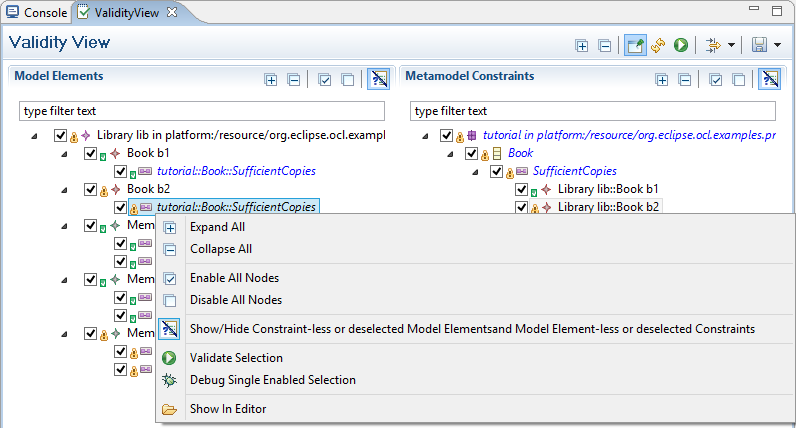 Console ValidityView
Validity View
Model Elements
Metamodel Constraints
type filter text
type filter text
Library lib in platform:/resource/org.eclipse.ocl.exampl
Book b1
tutorial::Book::SufficientCopies
Book b2
tutorial::Book::SufficientCopies
Mem
Mem
Mem
tutorial in platform:/resource/org.eclipse.ocl.examples.pr
Book
SufficientCopies
Library lib::Book b1
Library lib::Book b2
Expand All
Collapse All
Enable All Nodes
Disable All Nodes
Show/Hide Constraint-less or deselected Model Elementsand Model Element-less or deselected Constraints
Validate Selection
Debug Single Enabled Selection
Show In Editor